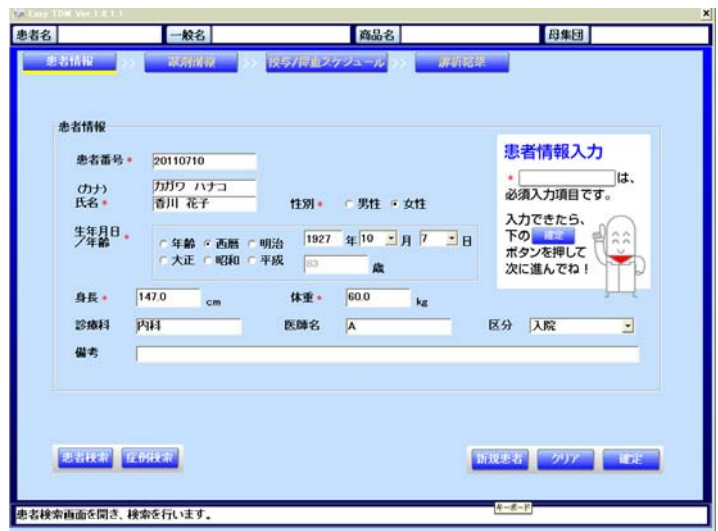 Easy TDM Ver.1.0.1.1
患者名 一般名 商品名 母集団
患者情報 >> 薬剤情報 >> 投与/採血スケジュール >> 解析結果
患者情報
患者番号* 20110710
(カナ) カガワ ハナコ
氏名* 香川 花子 性別* 男性 女性
生年月日/年齢* 年齢 西暦 明治 1927 年 10 月 7 日
大正 昭和 平成 83 歳
身長* 147.0 cm 体重* 60.0 kg
診療科 内科 医師名 A 区分 入院
備考
患者情報入力
* は、
必須入力項目です。
入力できたら、
下の 確定
ボタンを押して
次に進んでね!
患者検索 症例検索 新規患者 クリア 確定
キーボード
患者検索画面を開き、検索を行います。